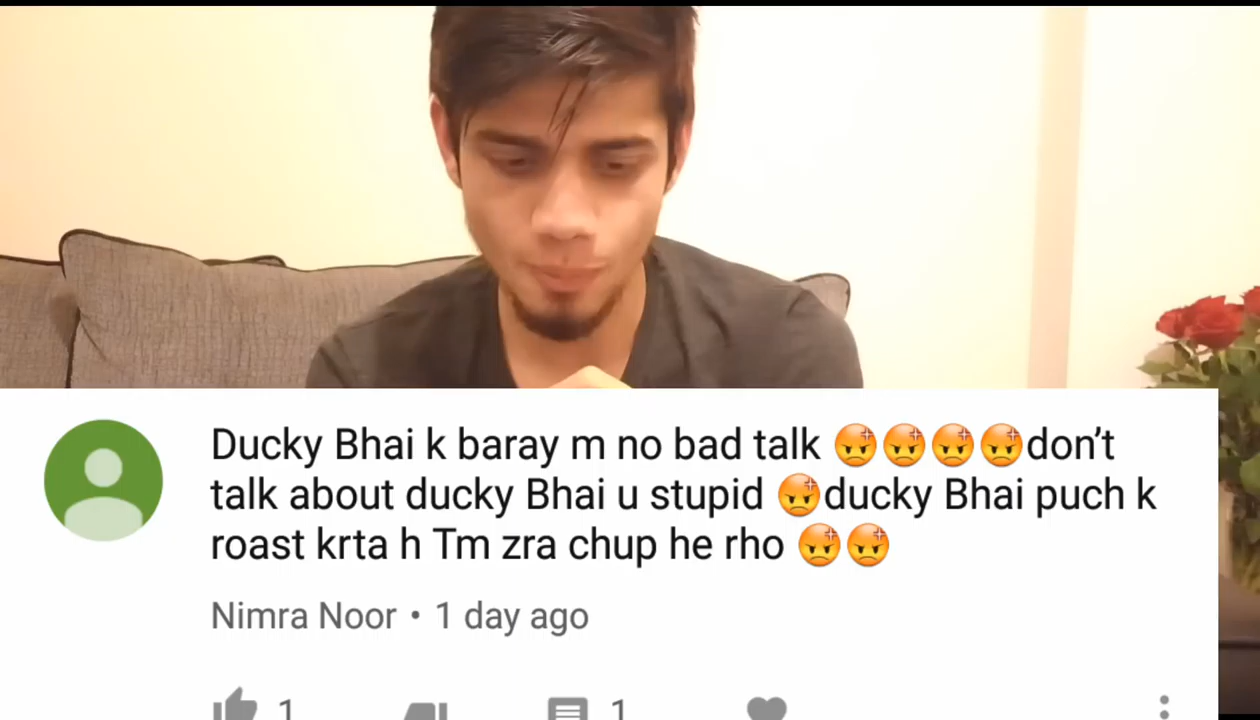 Ducky Bhai k baray m no bad talk 😡😡😡😡don't
talk about ducky Bhai u stupid 😡ducky Bhai puch k
roast krta h Tm zra chup he rho 😡😡
Nimra Noor • 1 day ago
1 1